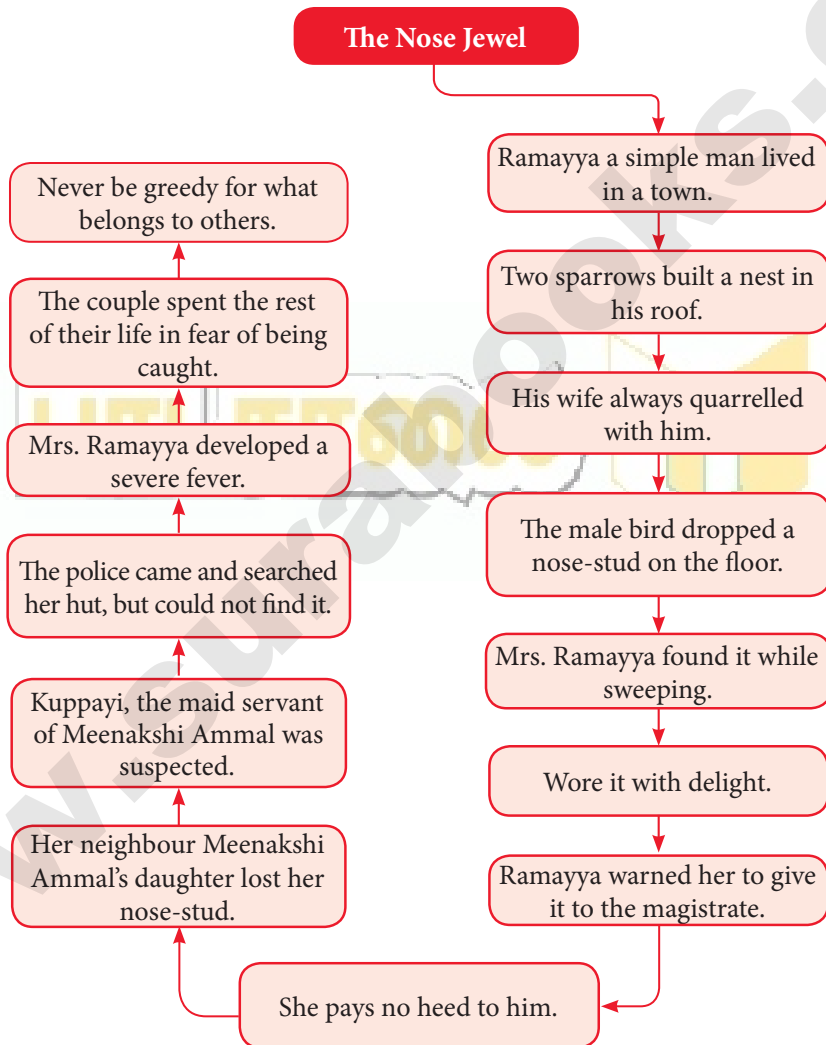 The Nose Jewel
Ramayya a simple man lived
in a town.
Two sparrows built a nest in
his roof.
His wife always quarrelled
with him.
The male bird dropped a
nose-stud on the floor.
Mrs. Ramayya found it while
sweeping.
Wore it with delight.
Ramayya warned her to give
it to the magistrate.
She pays no heed to him.
Her neighbour Meenakshi
Ammal’s daughter lost her
nose-stud.
Kuppayi, the maid servant
of Meenakshi Ammal was
suspected.
The police came and searched
her hut, but could not find it.
Mrs. Ramayya developed a
severe fever.
The couple spent the rest
of their life in fear of being
caught.
Never be greedy for what
belongs to others.
w.surabooks.c